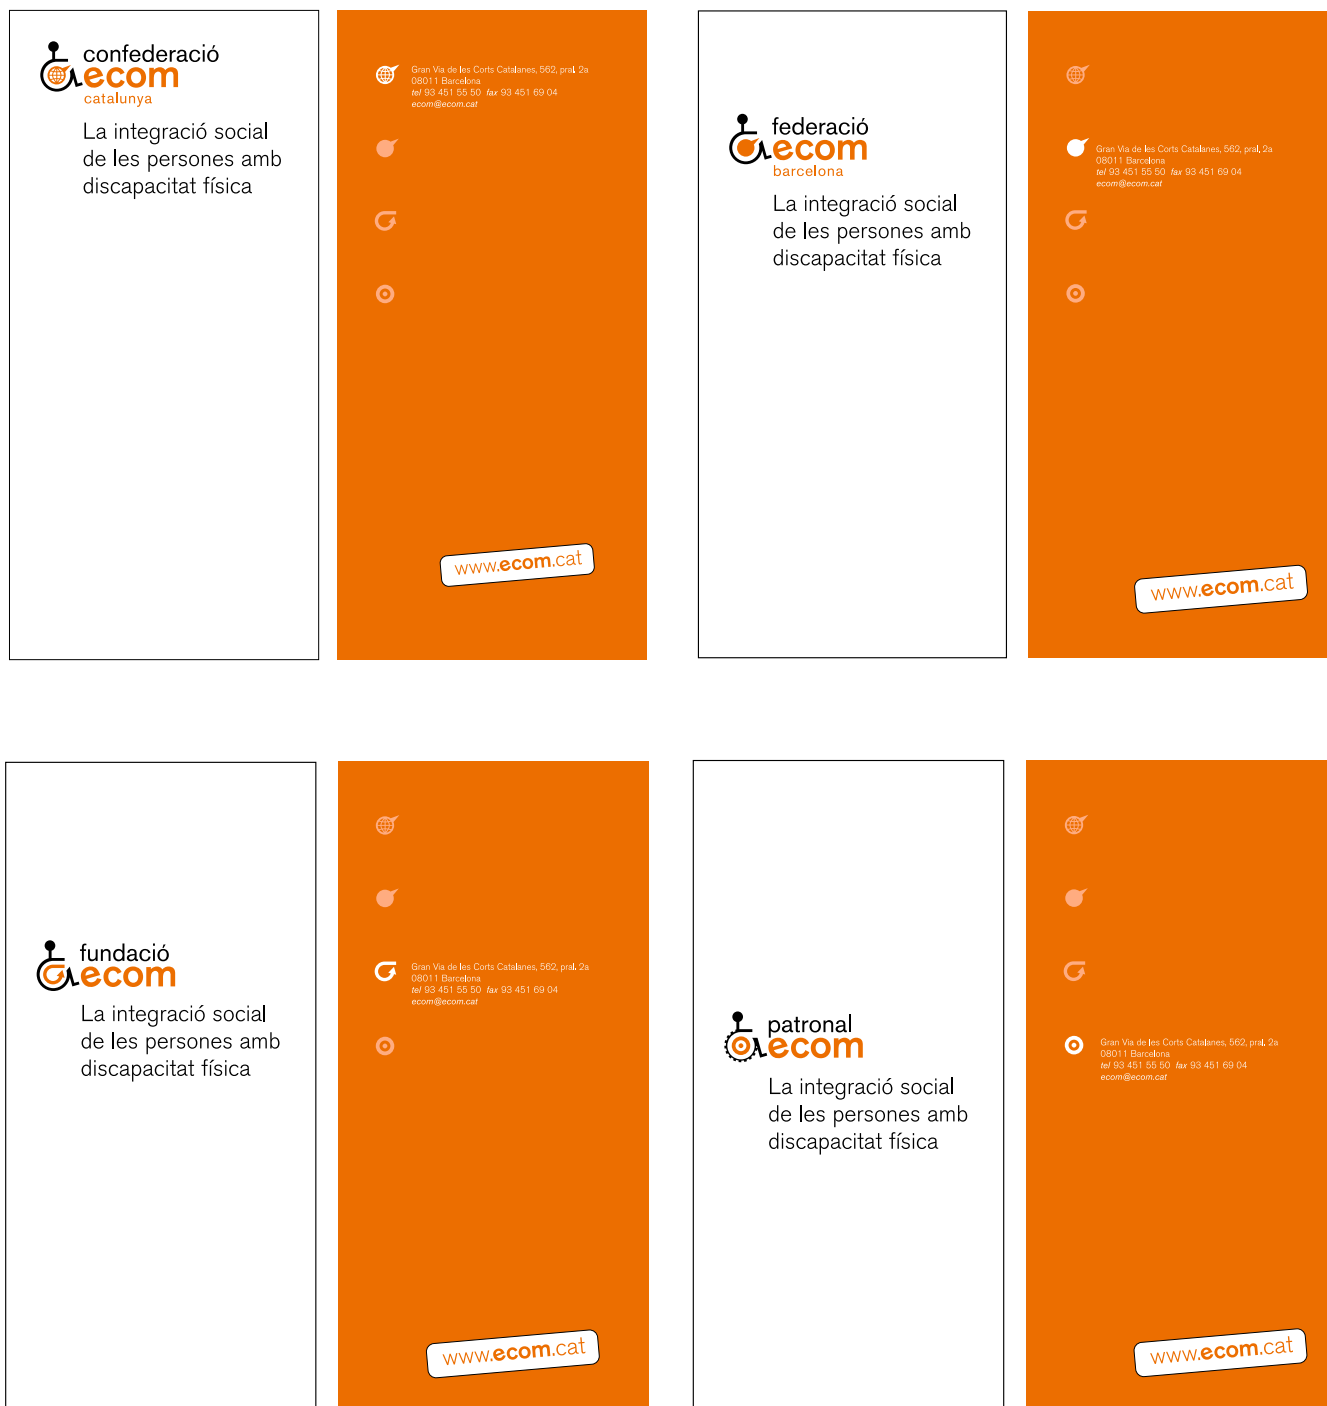 confederació
ecom
catalunya
La integració social
de les persones amb
discapacitat física
Gran Via de les Corts Catalanes, 562, pral. 2a
08011 Barcelona
tel 93 451 55 50 fax 93 451 69 04
ecom@ecom.cat
www.ecom.cat
federació
ecom
barcelona
La integració social
de les persones amb
discapacitat física
Gran Via de les Corts Catalanes, 562, pral, 2a
08011 Barcelona
tel 93 451 55 50 fax 93 451 69 04
ecom@ecom.cat
www.ecom.cat
fundació
ecom
La integració social
de les persones amb
discapacitat física
Gran Via de les Corts Catalanes, 562, pral. 2a
08011 Barcelona
tel 93 451 55 50 fax 93 451 69 04
ecom@ecom.cat
www.ecom.cat
patronal
ecom
La integració social
de les persones amb
discapacitat física
Gran Via de les Corts Catalanes, 562, pral. 2a
08011 Barcelona
tel 93 451 55 50 fax 93 451 69 04
ecom@ecom.cat
www.ecom.cat